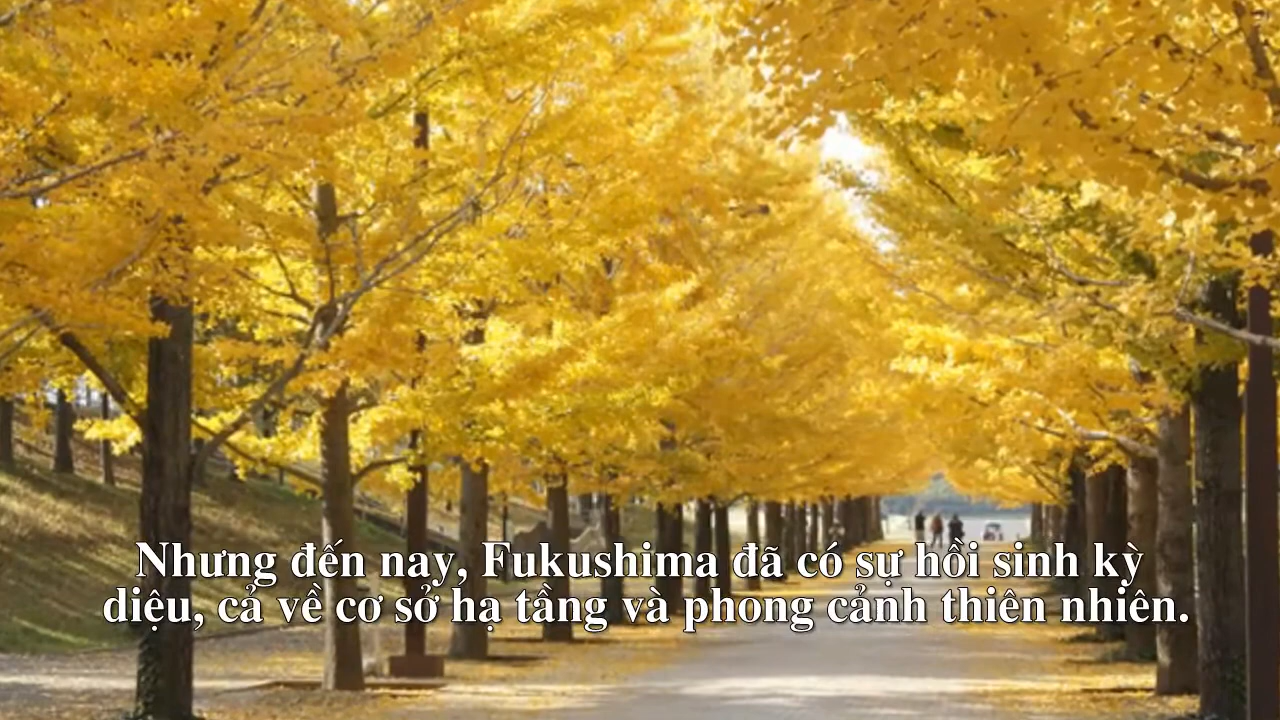 Nhưng đến nay, Fukushima đã có sự hồi sinh kỳ
diệu, cả về cơ sở hạ tầng và phong cảnh thiên nhiên.